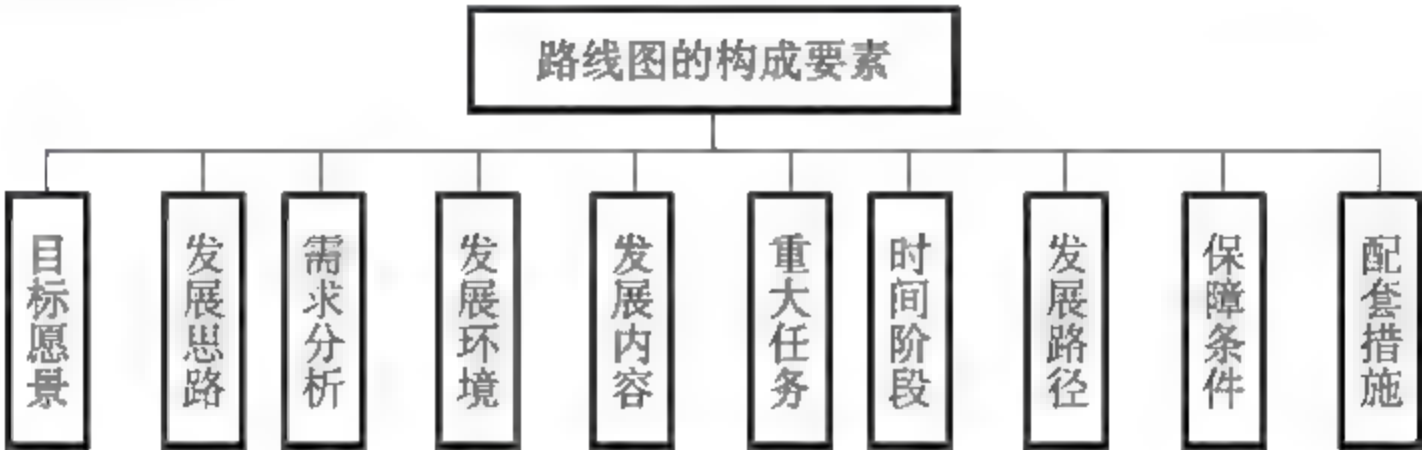 路线图的构成要素
目标愿景
发展思路
需求分析
发展环境
发展内容
重大任务
时间阶段
发展路径
保障条件
配套措施